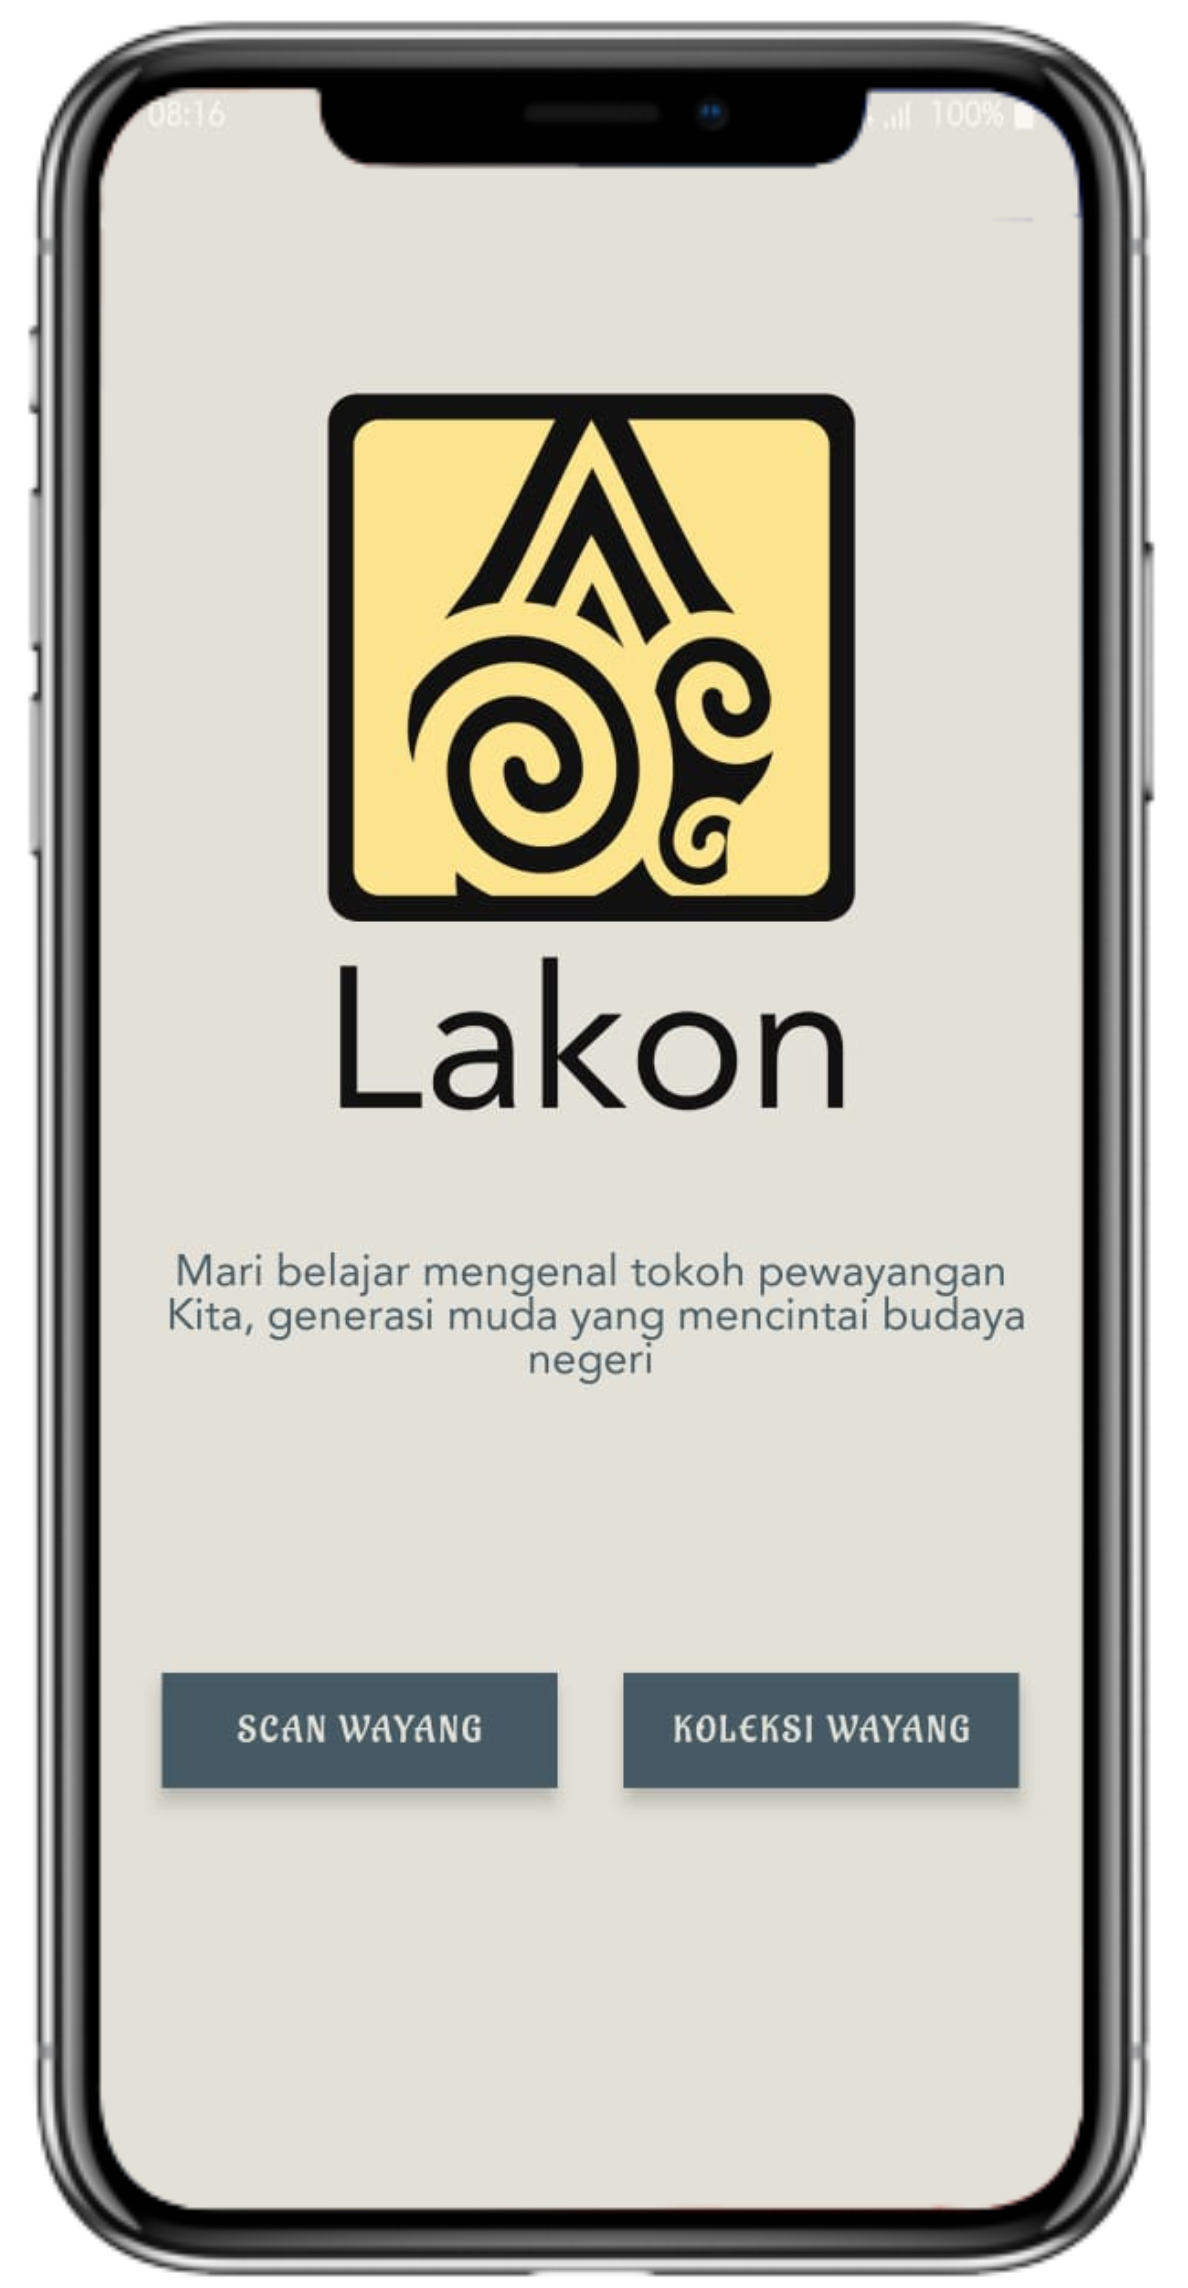 08:16
100%
Lakon
Mari belajar mengenal tokoh pewayangan
Kita, generasi muda yang mencintai budaya
negeri
SCAN WAYANG
KOLEKSI WAYANG